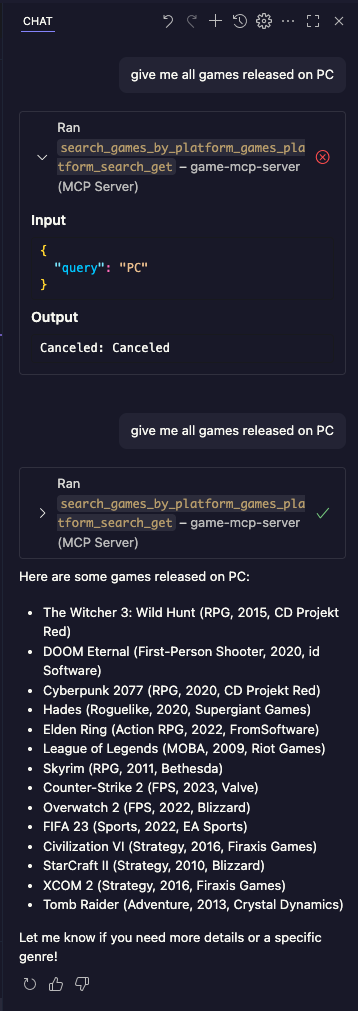 CHAT
give me all games released on PC
Ran
search_games_by_platform_games_pla
tform_search_get – game-mcp-server
(MCP Server)
Input
{
"query": "PC"
}
Output
Canceled: Canceled
give me all games released on PC
Ran
search_games_by_platform_games_pla
tform_search_get – game-mcp-server
(MCP Server)
Here are some games released on PC:
• The Witcher 3: Wild Hunt (RPG, 2015, CD Projekt
Red)
• DOOM Eternal (First-Person Shooter, 2020, id
Software)
• Cyberpunk 2077 (RPG, 2020, CD Projekt Red)
• Hades (Roguelike, 2020, Supergiant Games)
• Elden Ring (Action RPG, 2022, FromSoftware)
• League of Legends (MOBA, 2009, Riot Games)
• Skyrim (RPG, 2011, Bethesda)
• Counter-Strike 2 (FPS, 2023, Valve)
• Overwatch 2 (FPS, 2022, Blizzard)
• FIFA 23 (Sports, 2022, EA Sports)
• Civilization VI (Strategy, 2016, Firaxis Games)
• StarCraft II (Strategy, 2010, Blizzard)
• XCOM 2 (Strategy, 2016, Firaxis Games)
• Tomb Raider (Adventure, 2013, Crystal Dynamics)
Let me know if you need more details or a specific
genre!